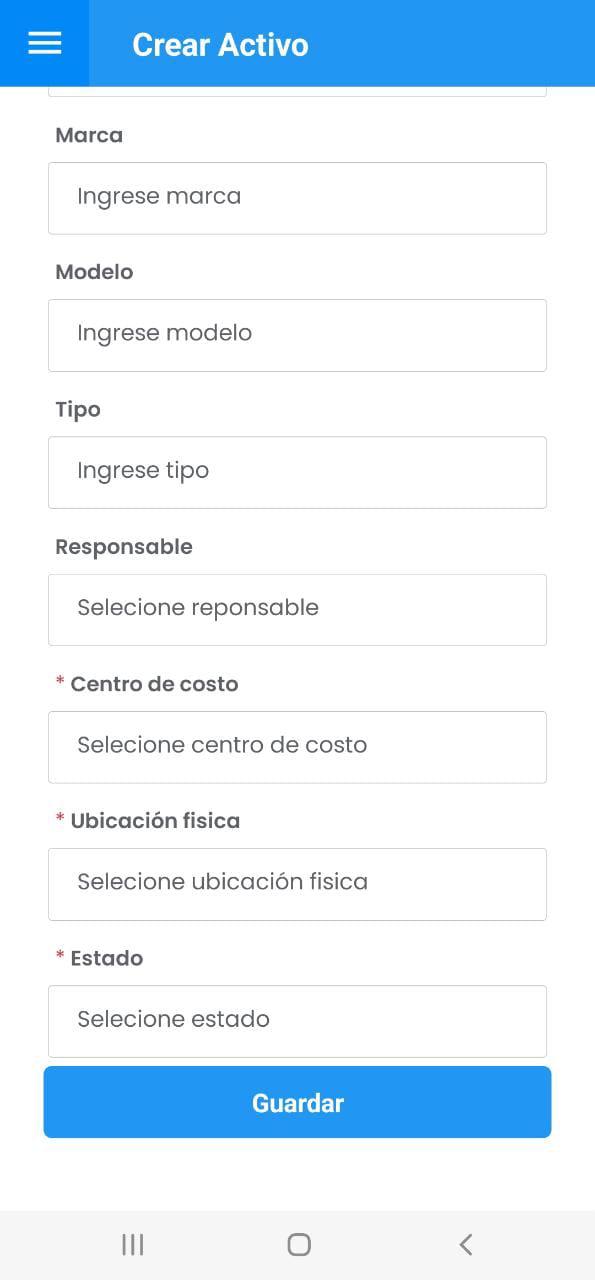 Crear Activo
Marca
Ingrese marca
Modelo
Ingrese modelo
Tipo
Ingrese tipo
Responsable
Selecione reponsable
* Centro de costo
Selecione centro de costo
* Ubicación fisica
Selecione ubicación fisica
* Estado
Selecione estado
Guardar